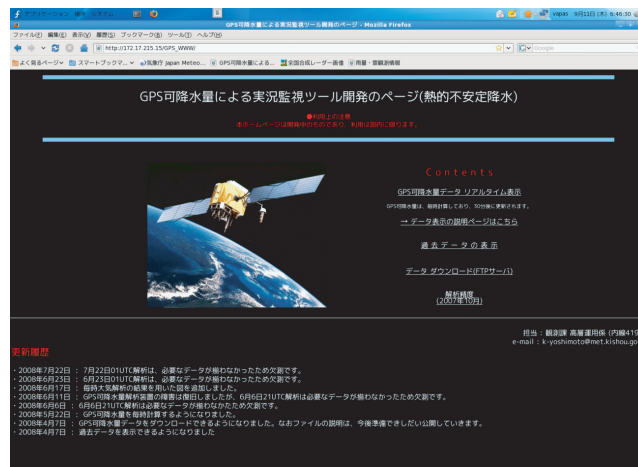 アプリケーション 場所 システム vapas 9月11日 (木) 6:46:30
GPS可降水量による実況監視ツール開発のページ - Mozilla Firefox
ファイル(F) 編集(E) 表示(V) 履歴(S) ブックマーク(B) ツール(T) ヘルプ(H)
http://172.17.215.15/GPS_WWW/ Google
よく見るページ スマートブックマ... 気象庁 Japan Meteo... GPS可降水量による... 全国合成レーダー画像 雨量・雲観測情報
GPS可降水量による実況監視ツール開発のページ(熱的不安定降水)
●利用上の注意
本ホームページは開発中のものであり、利用は部内に限ります。
Contents
GPS可降水量データ リアルタイム表示
GPS可降水量は、毎時計算しており、30分後に更新されます。
→ データ表示の説明ページはこちら
過去データの表示
データ ダウンロード(FTPサーバ)
解析精度
(2007年10月)
担当：観測課 高層運用係 (内線419
e-mail : k-yoshimoto@met.kishou.go
更新履歴
・2008年7月22日 ： 7月22日01UTC解析は、必要なデータが揃わなかったため欠測です。
・2008年6月23日 ： 6月23日01UTC解析は、必要なデータが揃わなかったため欠測です。
・2008年6月17日 ： 毎時大気解析の結果を用いた図を追加しました。
・2008年6月11日 ： GPS可降水量解析装置の障害は復旧しましたが、6月6日21UTC解析は必要なデータが揃わなかったため欠測です。
・2008年6月6日 ： 6月6日21UTC解析は必要なデータが揃わなかたため欠測です。
・2008年5月22日 ： GPS可降水量を毎時計算するようになりました。
・2008年4月7日 ： GPS可降水量データをダウンロードできるようになりました。なおファイルの説明は、今後準備できしだい公開していきます。
・2008年4月7日 ： 過去データを表示できるようになりました